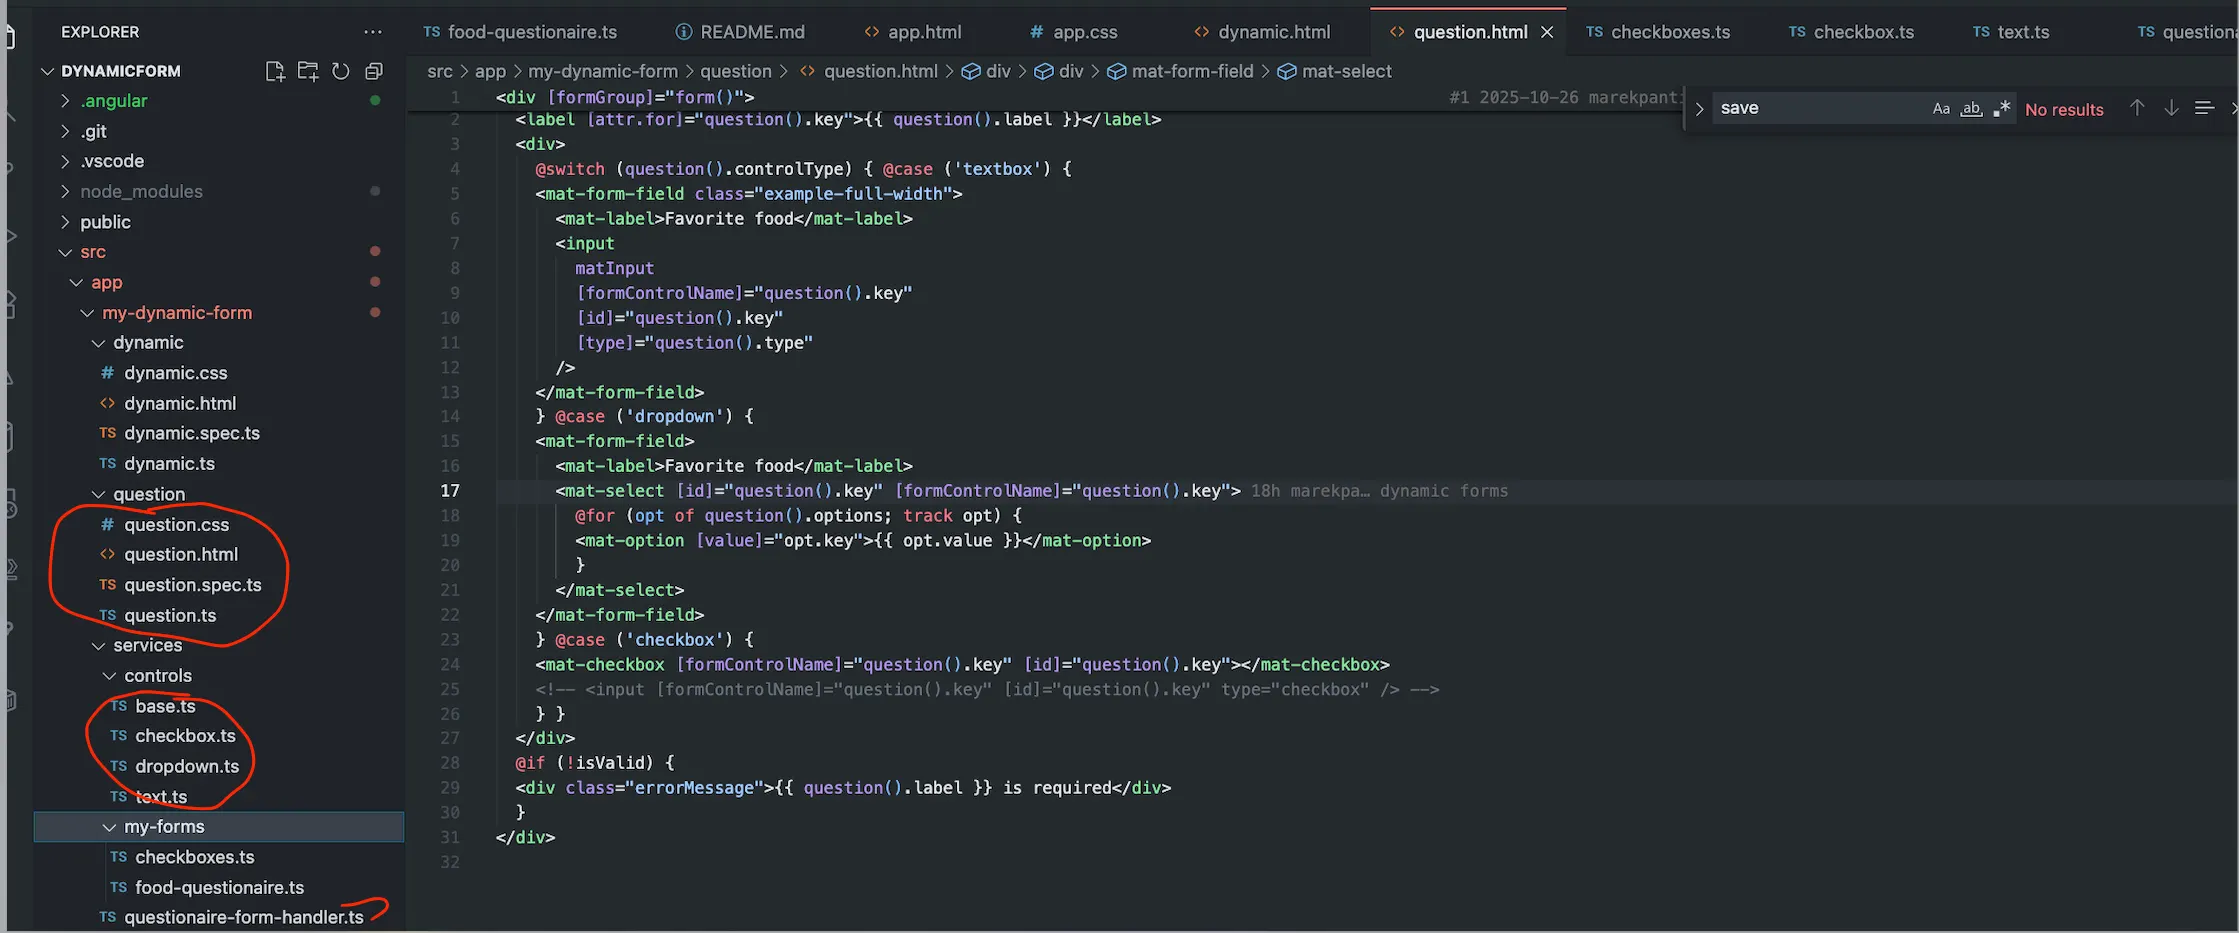 EXPLORER
DYNAMICFORM
.angular
.git
.vscode
node_modules
public
src
app
my-dynamic-form
dynamic
# dynamic.css
<> dynamic.html
TS dynamic.spec.ts
TS dynamic.ts
question
# question.css
<> question.html
TS question.spec.ts
TS question.ts
services
controls
TS base.ts
TS checkbox.ts
TS dropdown.ts
TS text.ts
my-forms
TS checkboxes.ts
TS food-questionaire.ts
TS questionaire-form-handler.ts
TS food-questionaire.ts README.md <> app.html # app.css <> dynamic.html <> question.html × TS checkboxes.ts TS checkbox.ts TS text.ts TS question
src > app > my-dynamic-form > question > <> question.html > div > div > mat-form-field > mat-select
save Aa ab .* No results
1 <div [formGroup]="form()"> #1 2025-10-26 marekpanti
2 <label [attr.for]="question().key">{{ question().label }}</label>
3 <div>
4 @switch (question().controlType) { @case ('textbox') {
5 <mat-form-field class="example-full-width">
6 <mat-label>Favorite food</mat-label>
7 <input
8 matInput
9 [formControlName]="question().key"
10 [id]="question().key"
11 [type]="question().type"
12 />
13 </mat-form-field>
14 } @case ('dropdown') {
15 <mat-form-field>
16 <mat-label>Favorite food</mat-label>
17 <mat-select [id]="question().key" [formControlName]="question().key"> 18h marekpa… dynamic forms
18 @for (opt of question().options; track opt) {
19 <mat-option [value]="opt.key">{{ opt.value }}</mat-option>
20 }
21 </mat-select>
22 </mat-form-field>
23 } @case ('checkbox') {
24 <mat-checkbox [formControlName]="question().key" [id]="question().key"></mat-checkbox>
25 <!-- <input [formControlName]="question().key" [id]="question().key" type="checkbox" /> -->
26 } }
27 </div>
28 @if (!isValid) {
29 <div class="errorMessage">{{ question().label }} is required</div>
30 }
31 </div>
32